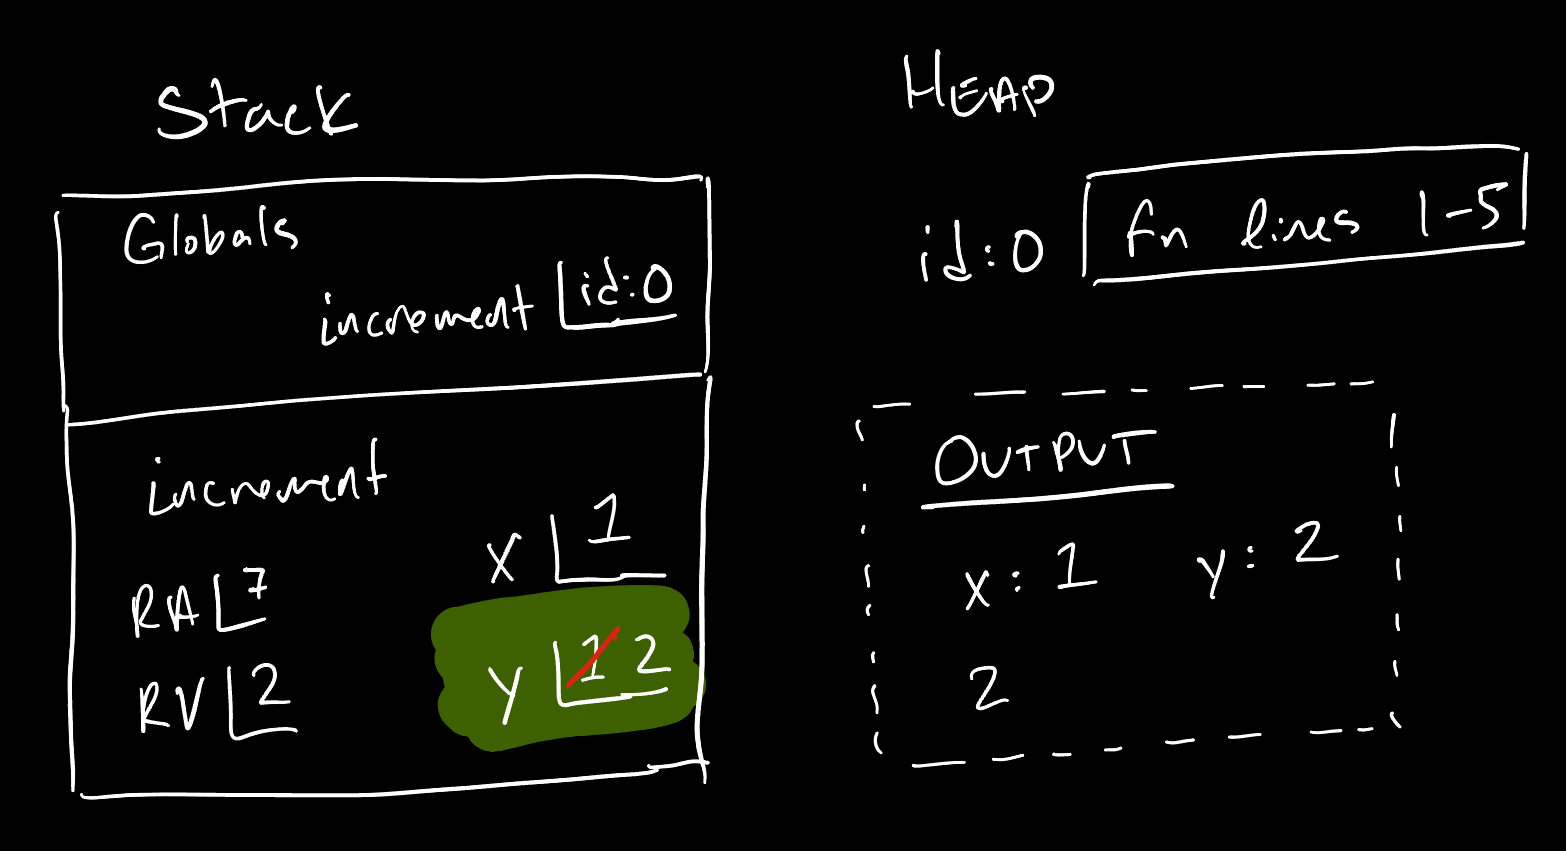 Stack
Globals
increment id:0
increment
x 1
RA 7
y 1 2
RV 2
HEAP
id:0 fn lines 1-5
OUTPUT
x: 1 y: 2
2